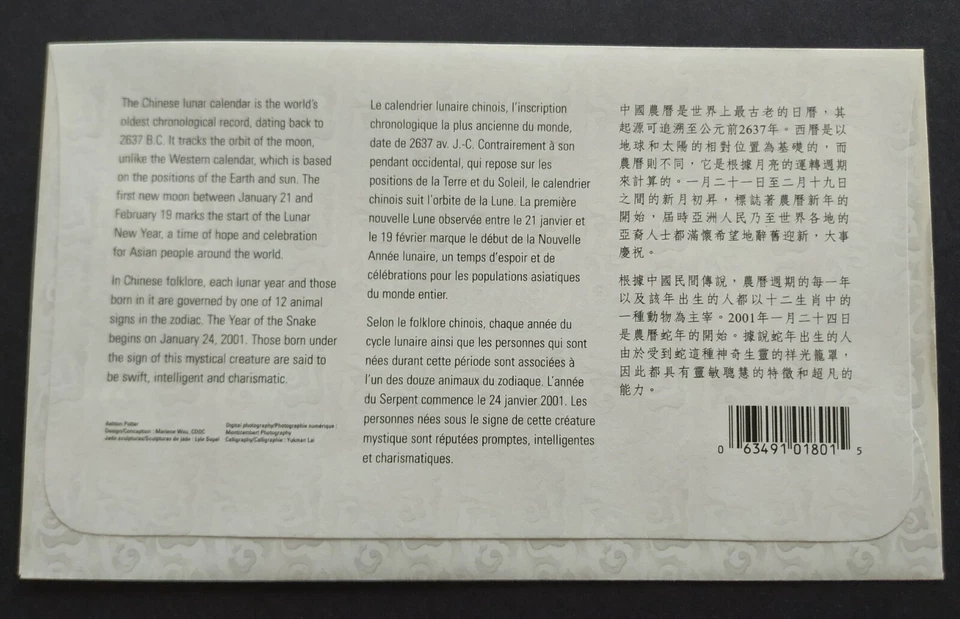 The Chinese lunar calendar is the world's
oldest chronological record, dating back to
2637 B.C. It tracks the orbit of the moon,
unlike the Western calendar, which is based
on the positions of the Earth and sun. The
first new moon between January 21 and
February 19 marks the start of the Lunar
New Year, a time of hope and celebration
for Asian people around the world.
In Chinese folklore, each lunar year and those
born in it are governed by one of 12 animal
signs in the zodiac. The Year of the Snake
begins on January 24, 2001. Those born under
the sign of this mystical creature are said to
be swift, intelligent and charismatic.
Ashton Potter
Design/Conception : Marlene Wou, CDDC
Jade sculptures/Sculptures de jade : Lyle Sopel
Digital photography/Photographie numérique :
Photography
Calligraphy/Calligraphie : Yukman Lai
Le calendrier lunaire chinois, l'inscription
chronologique la plus ancienne du monde,
date de 2637 av. J.-C. Contrairement à son
pendant occidental, qui repose sur les
positions de la Terre et du Soleil, le calendrier
chinois suit l'orbite de la Lune. La première
nouvelle Lune observée entre le 21 janvier et
le 19 février marque le début de la Nouvelle
Année lunaire, un temps d'espoir et de
célébrations pour les populations asiatiques
du monde entier.
Selon le folklore chinois, chaque année du
cycle lunaire ainsi que les personnes qui sont
nées durant cette période sont associées à
l'un des douze animaux du zodiaque. L'année
du Serpent commence le 24 janvier 2001. Les
personnes nées sous le signe de cette créature
mystique sont réputées promptes, intelligentes
et charismatiques.
中國農曆是世界上最古老的日曆，其
起源可追溯至公元前2637年。西曆是以
地球和太陽的相對位置為基礎的，而
農曆則不同，它是根據月亮的運轉週期
來計算的。一月二十一日至二月十九日
之間的新月初昇，標誌著農曆新年的
開始，屆時亞洲人民乃至世界各地的
亞裔人士都滿懷希望地辭舊迎新，大事
慶祝。
根據中國民間傳說，農曆週期的每一年
以及該年出生的人都以十二生肖中的
一種動物為主宰。2001年一月二十四日
是農曆蛇年的開始。據說蛇年出生的人
由於受到蛇這種神奇生靈的祥光籠罩，
因此都具有靈敏聰慧的特徵和超凡的
能力。
0 63491 01801 5